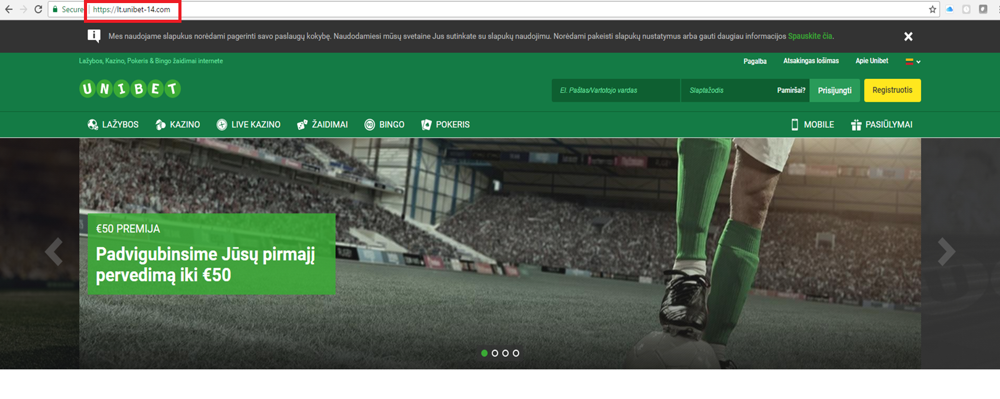 Secure
https://lt.unibet-14.com
Mes naudojame slapukus norėdami pagerinti savo paslaugų kokybę. Naudodamiesi mūsų svetaine Jus sutinkate su slapukų naudojimu. Norėdami pakeisti slapukų nustatymus arba gauti daugiau informacijos Spauskite čia.
Lažybos, Kazino, Pokeris & Bingo žaidimai internete
Pagalba
Atsakingas lošimas
Apie Unibet
UNIBET
El. Paštas/Vartotojo vardas
Slaptažodis
Pamiršai?
Prisijungti
Registruotis
LAŽYBOS
KAZINO
LIVE KAZINO
ŽAIDIMAI
BINGO
POKERIS
MOBILE
PASIŪLYMAI
€50 PREMIJA
Padvigubinsime Jūsų pirmajį
pervedimą iki €50